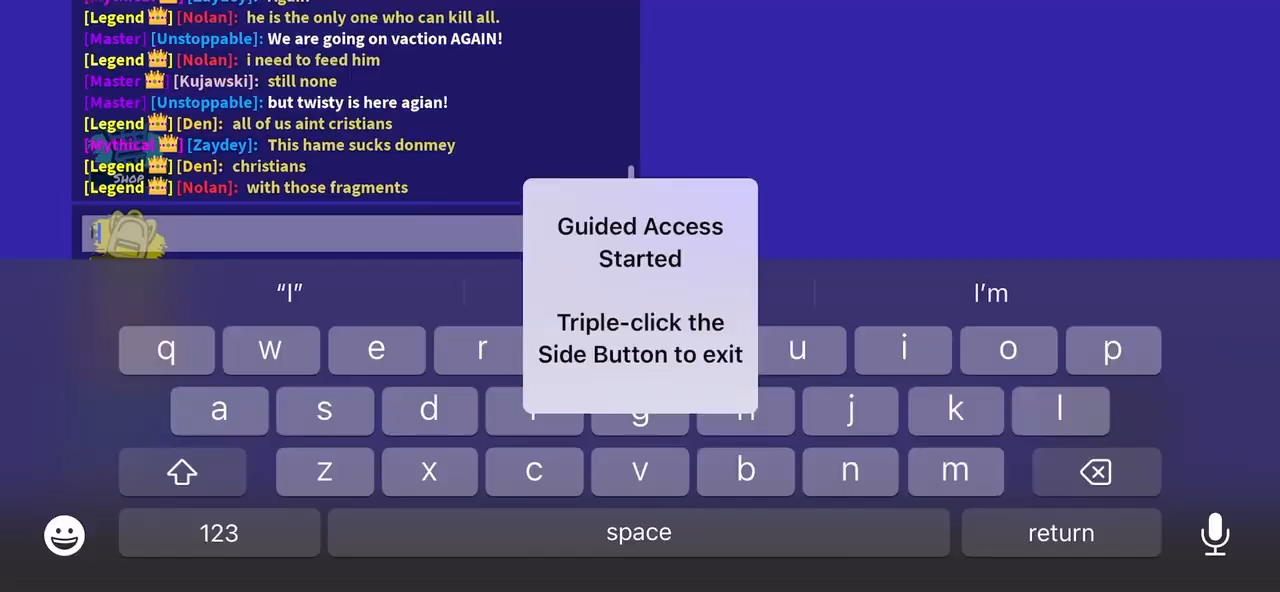 [Legend 👑] [Nolan]: he is the only one who can kill all.
[Master] [Unstoppable]: We are going on vaction AGAIN!
[Legend 👑] [Nolan]: i need to feed him
[Master 👑] [Kujawski]: still none
[Master] [Unstoppable]: but twisty is here agian!
[Legend 👑] [Den]: all of us aint cristians
[Mythical 👑] [Zaydey]: This hame sucks donmey
[Legend 👑] [Den]: christians
SHOP
[Legend 👑] [Nolan]: with those fragments
Guided Access
Started
Triple-click the
Side Button to exit
“I” I’m
q w e r u i o p
a s d g j k l
z x c v b n m
123 space return